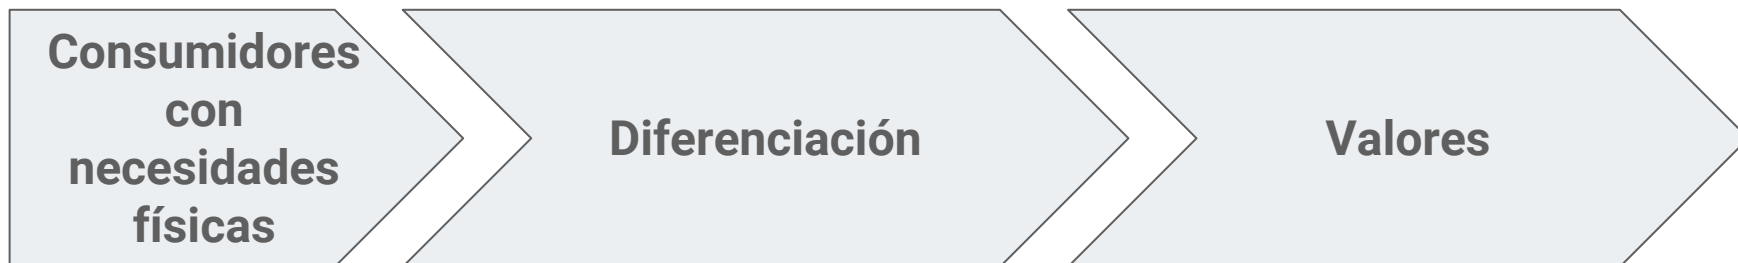 Consumidores
con
necesidades
físicas
Diferenciación
Valores